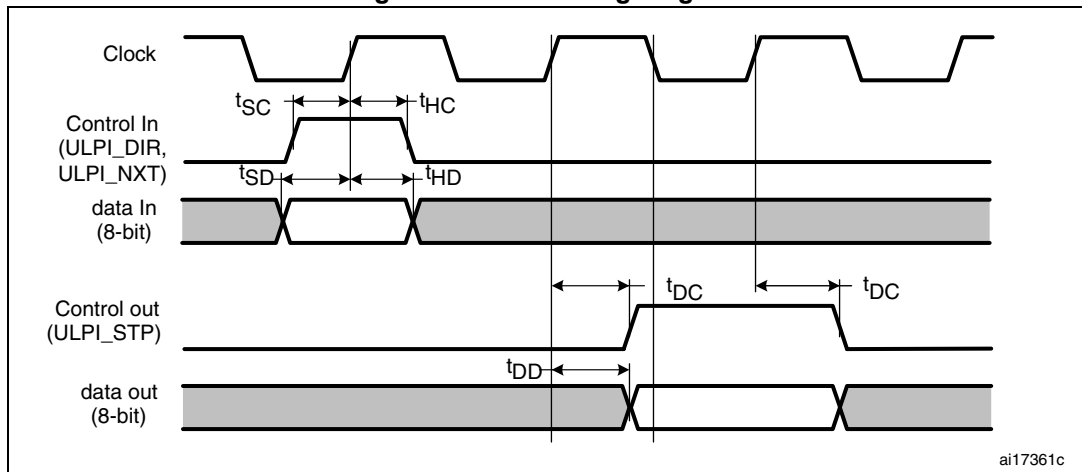 Clock
tSC
tHC
Control In
(ULPI_DIR,
ULPI_NXT)
tSD
tHD
data In
(8-bit)
Control out
(ULPI_STP)
tDC
tDC
tDD
data out
(8-bit)
ai17361c